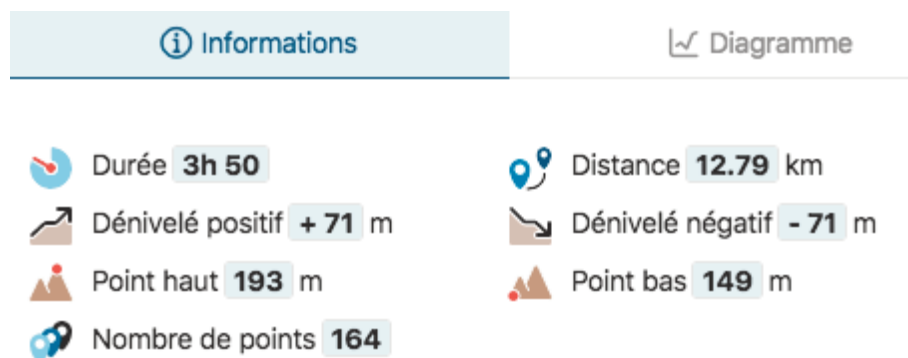 Informations
Diagramme
Durée 3h 50
Distance 12.79 km
Dénivelé positif + 71 m
Dénivelé négatif - 71 m
Point haut 193 m
Point bas 149 m
Nombre de points 164